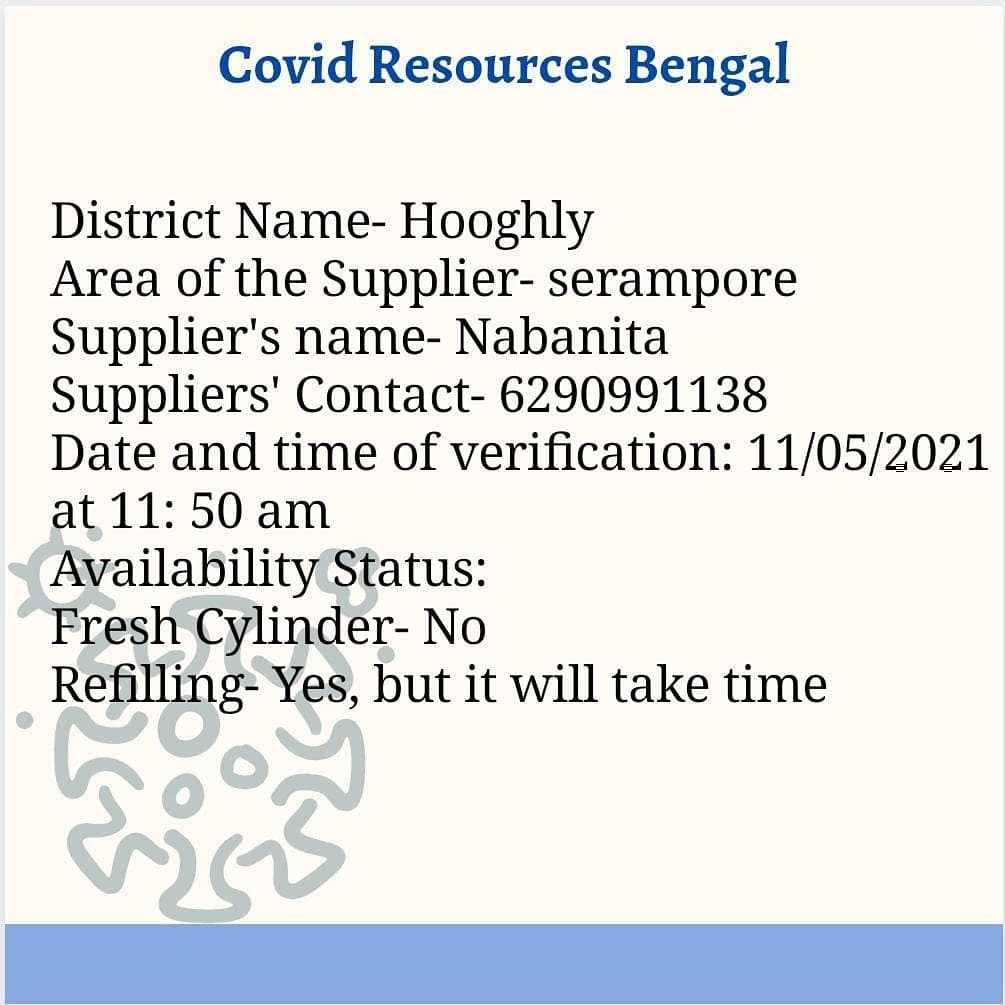 Covid Resources Bengal
District Name- Hooghly
Area of the Supplier- serampore
Supplier's name- Nabanita
Suppliers' Contact- 6290991138
Date and time of verification: 11/05/2021
at 11: 50 am
Availability Status:
Fresh Cylinder- No
Refilling- Yes, but it will take time